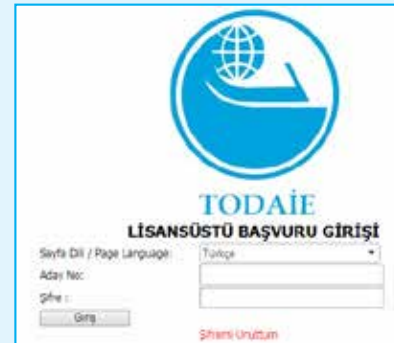 TODAİE
LİSANSÜSTÜ BAŞVURU GİRİŞİ
Sayfa Dili / Page Language: Türkçe
Aday No:
Şifre :
Giriş
Şifremi Unuttum